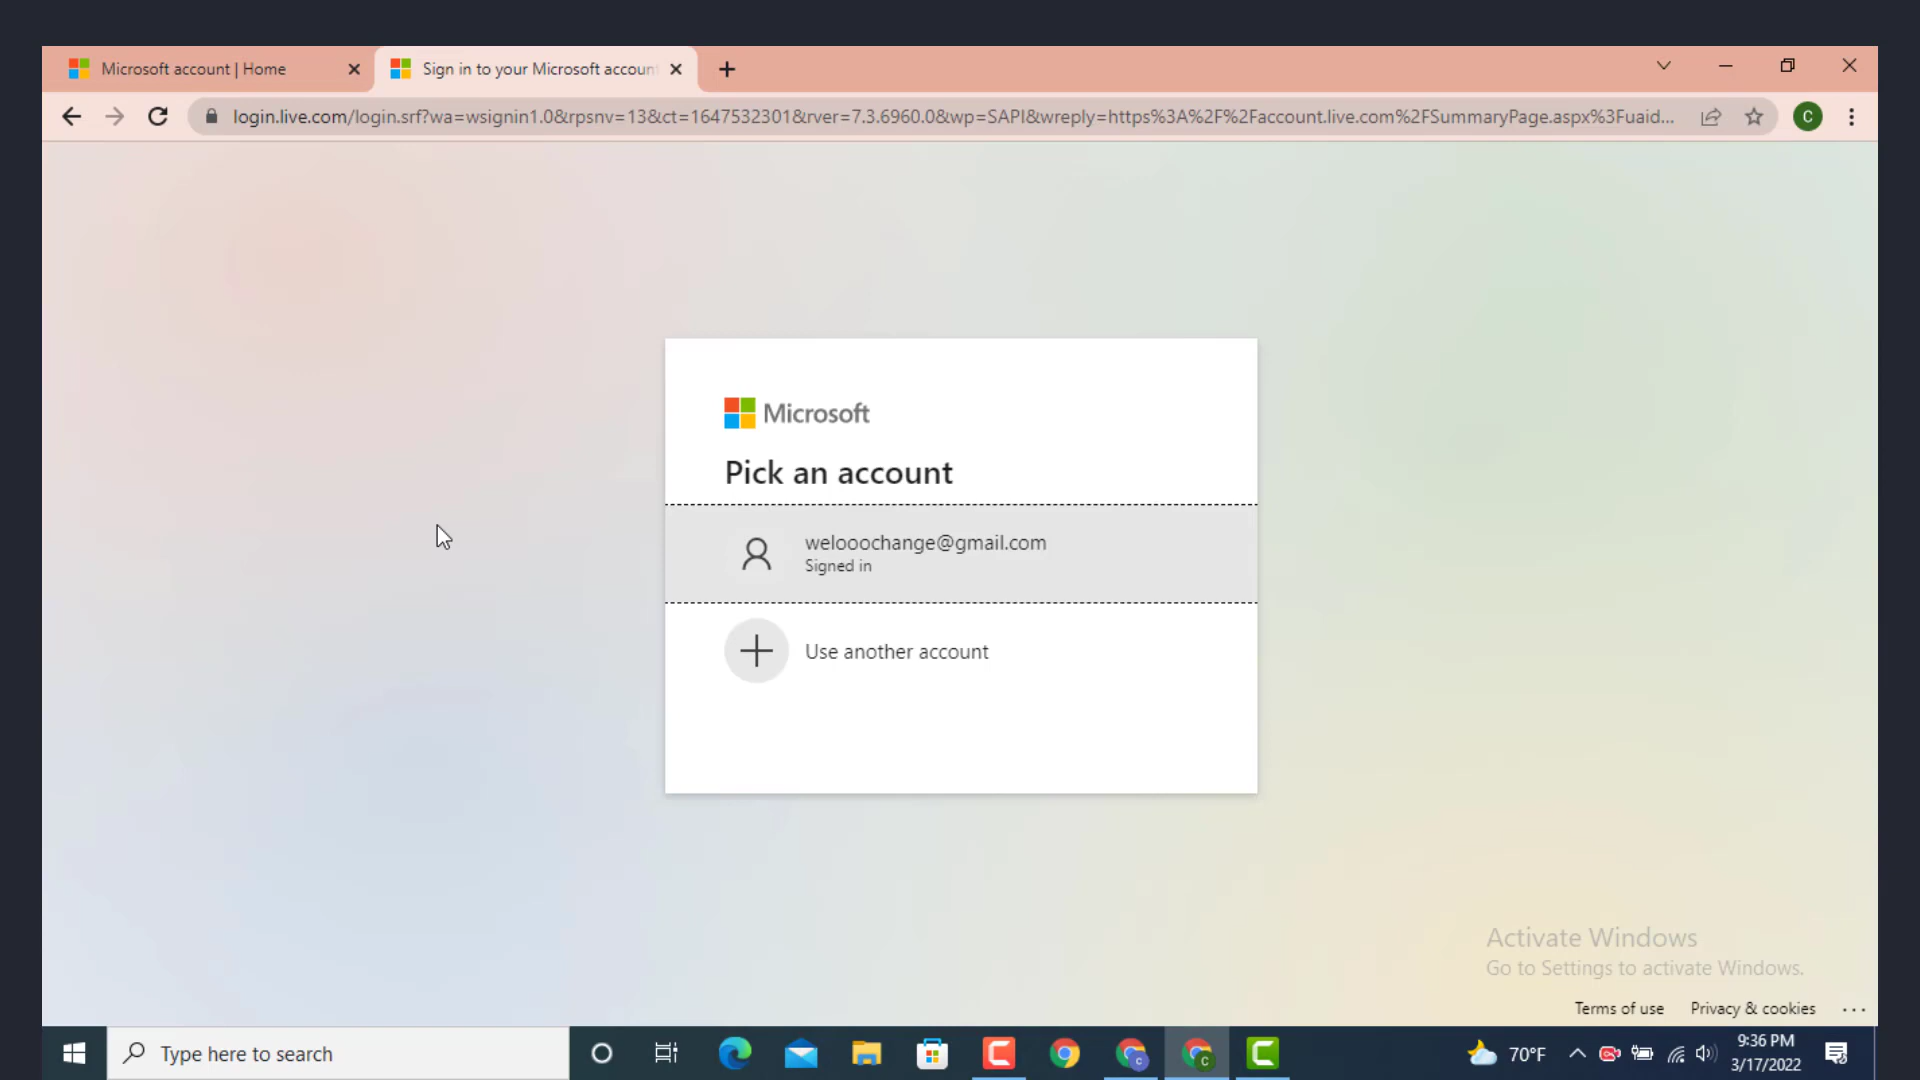 Microsoft account | Home
Sign in to your Microsoft accoun
login.live.com/login.srf?wa=wsignin1.0&rpsnv=13&ct=1647532301&rver=7.3.6960.0&wp=SAPI&wreply=https%3A%2F%2Faccount.live.com%2FSummaryPage.aspx%3Fuaid...
C
Microsoft
Pick an account
welooochange@gmail.com
Signed in
Use another account
Activate Windows
Go to Settings to activate Windows.
Terms of use Privacy & cookies ...
Type here to search
70°F
9:36 PM
3/17/2022